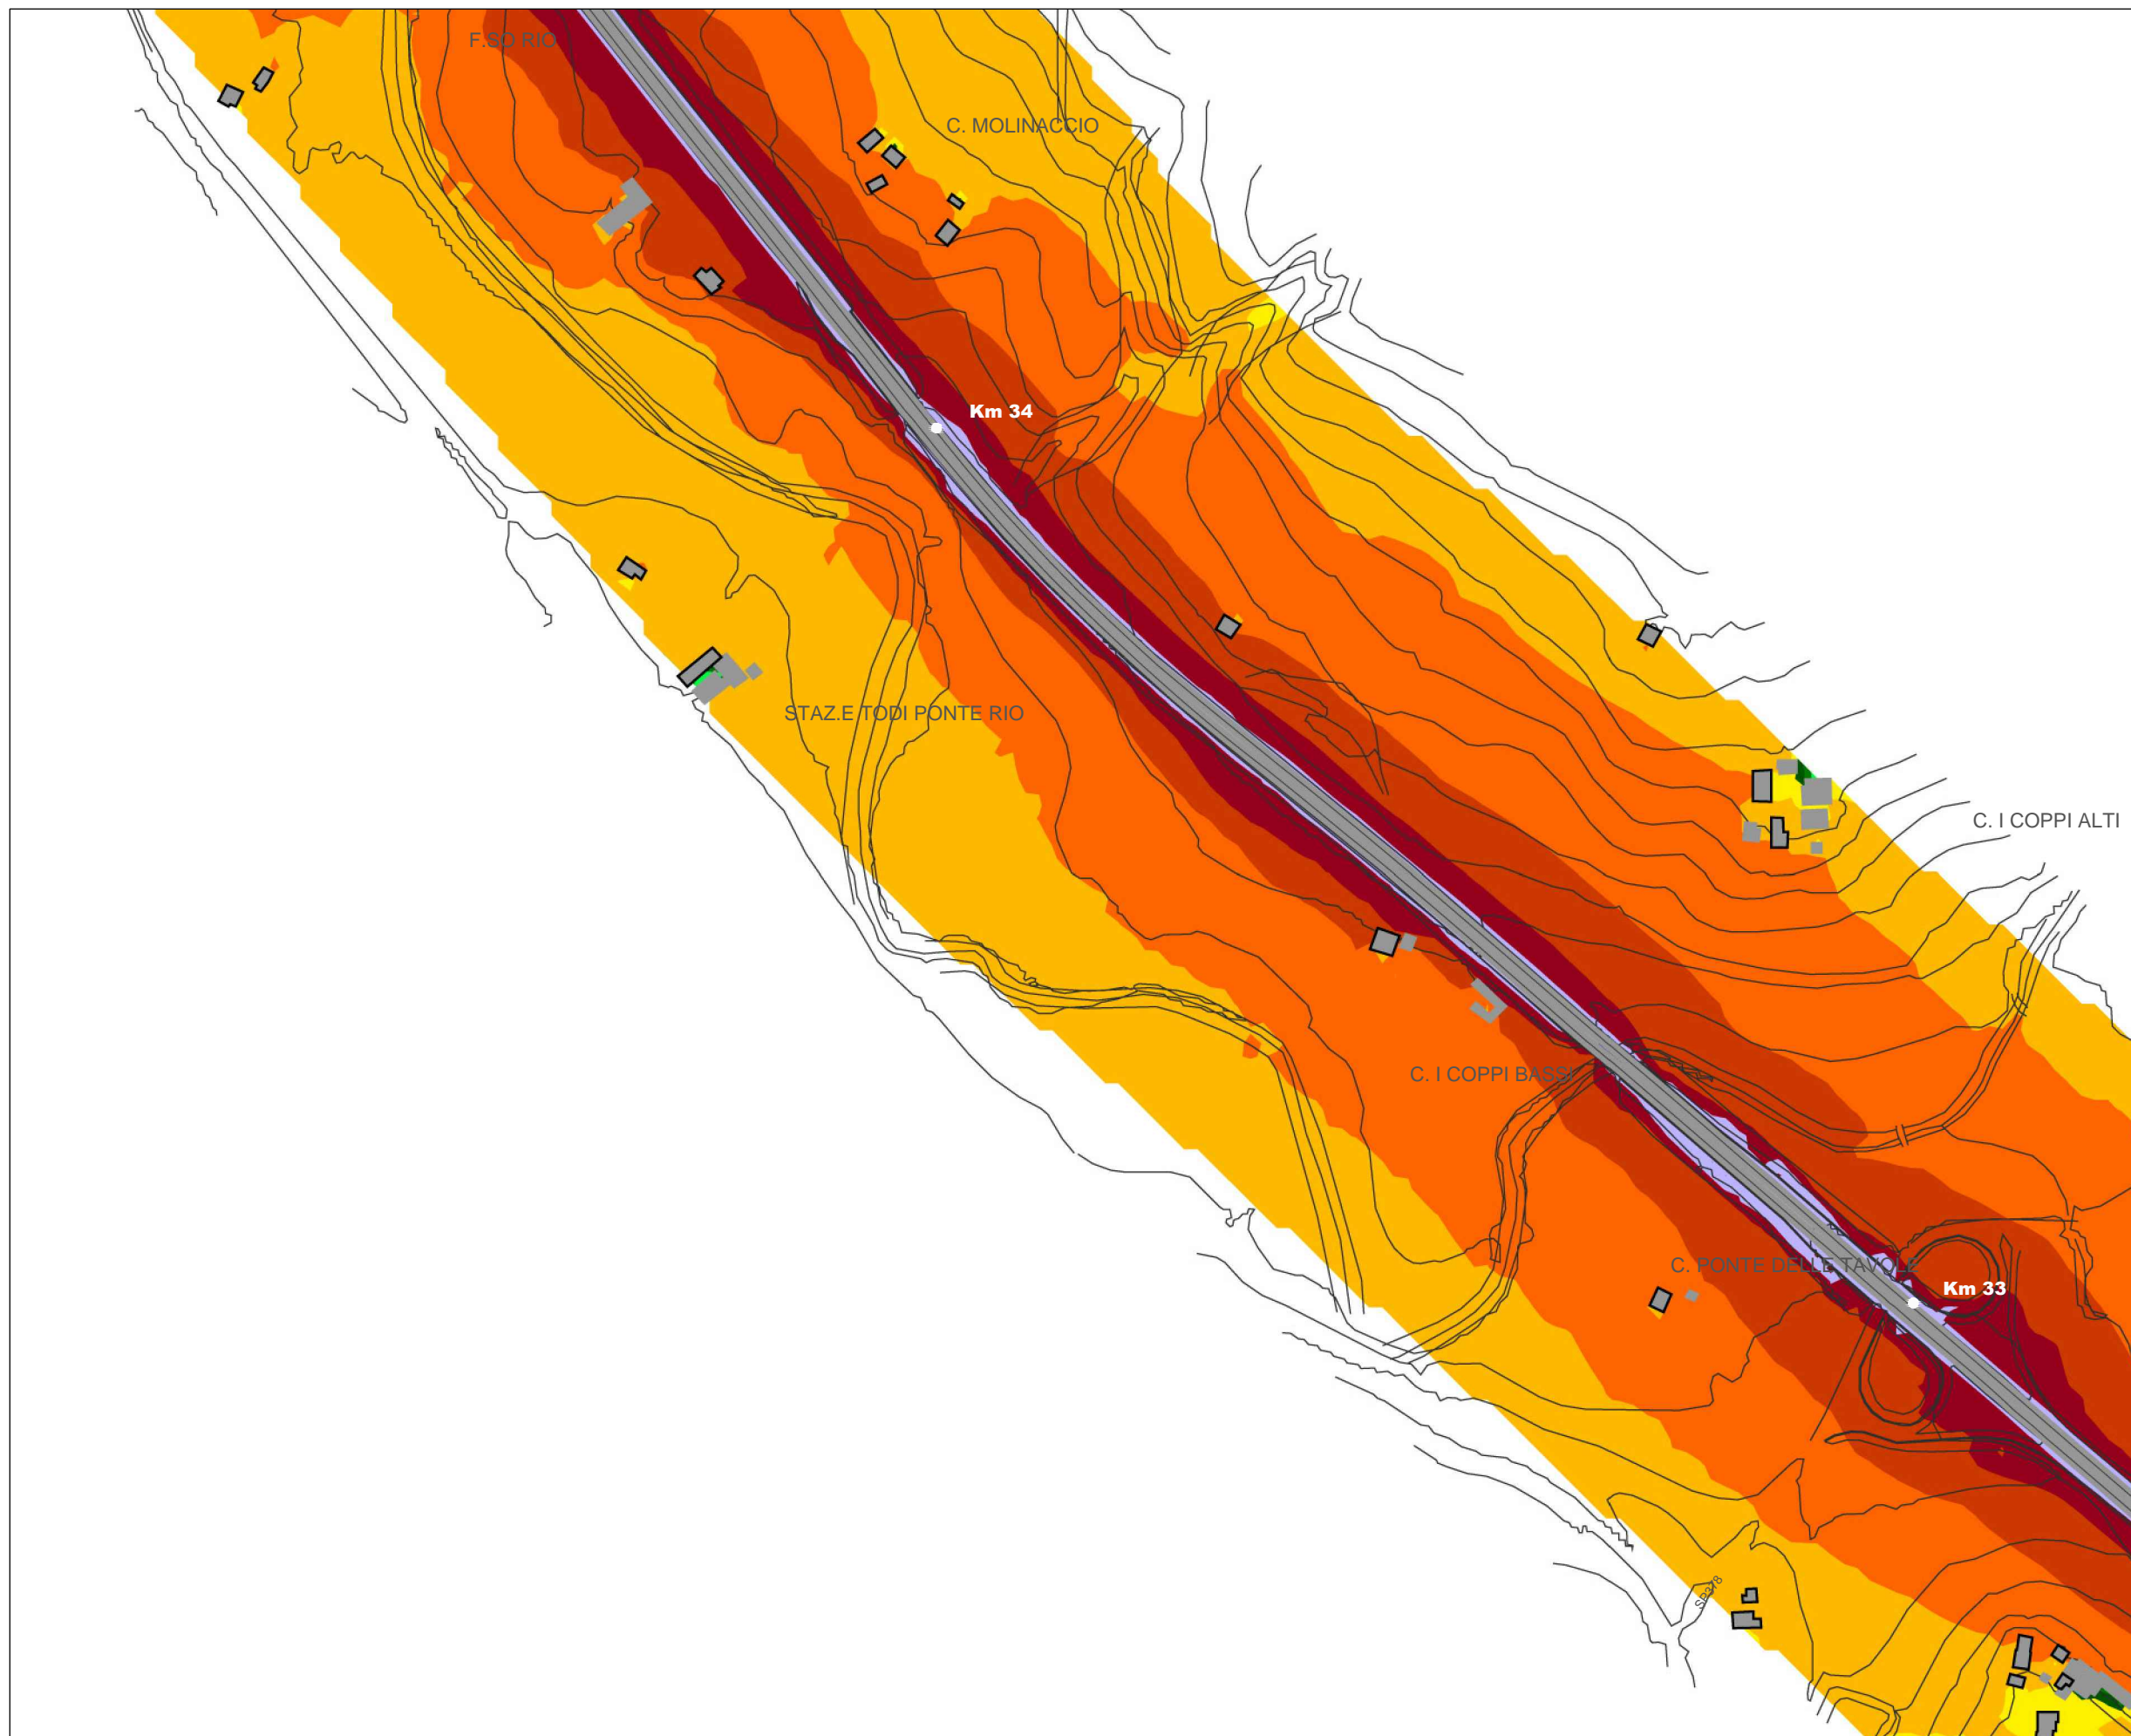 F.SO RIO
C. MOLINACCIO
Km 34
STAZ.E TODI PONTE RIO
C. I COPPI ALTI
C. I COPPI BASSI
C. PONTE DELLE TAVOLE
Km 33